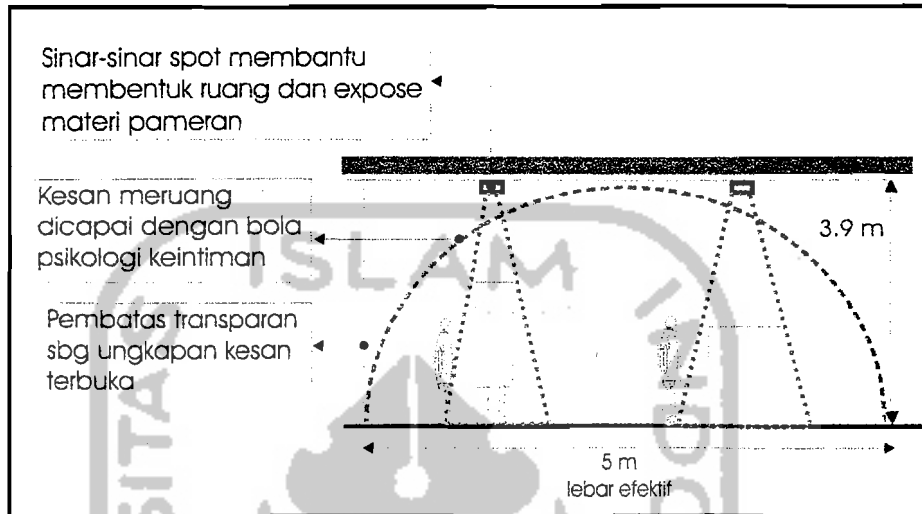 Sinar-sinar spot membantu
membentuk ruang dan expose
materi pameran
Kesan meruang
dicapai dengan bola
psikologi keintiman
Pembatas transparan
sbg ungkapan kesan
terbuka
3.9 m
5 m
lebar efektif
ISLAM